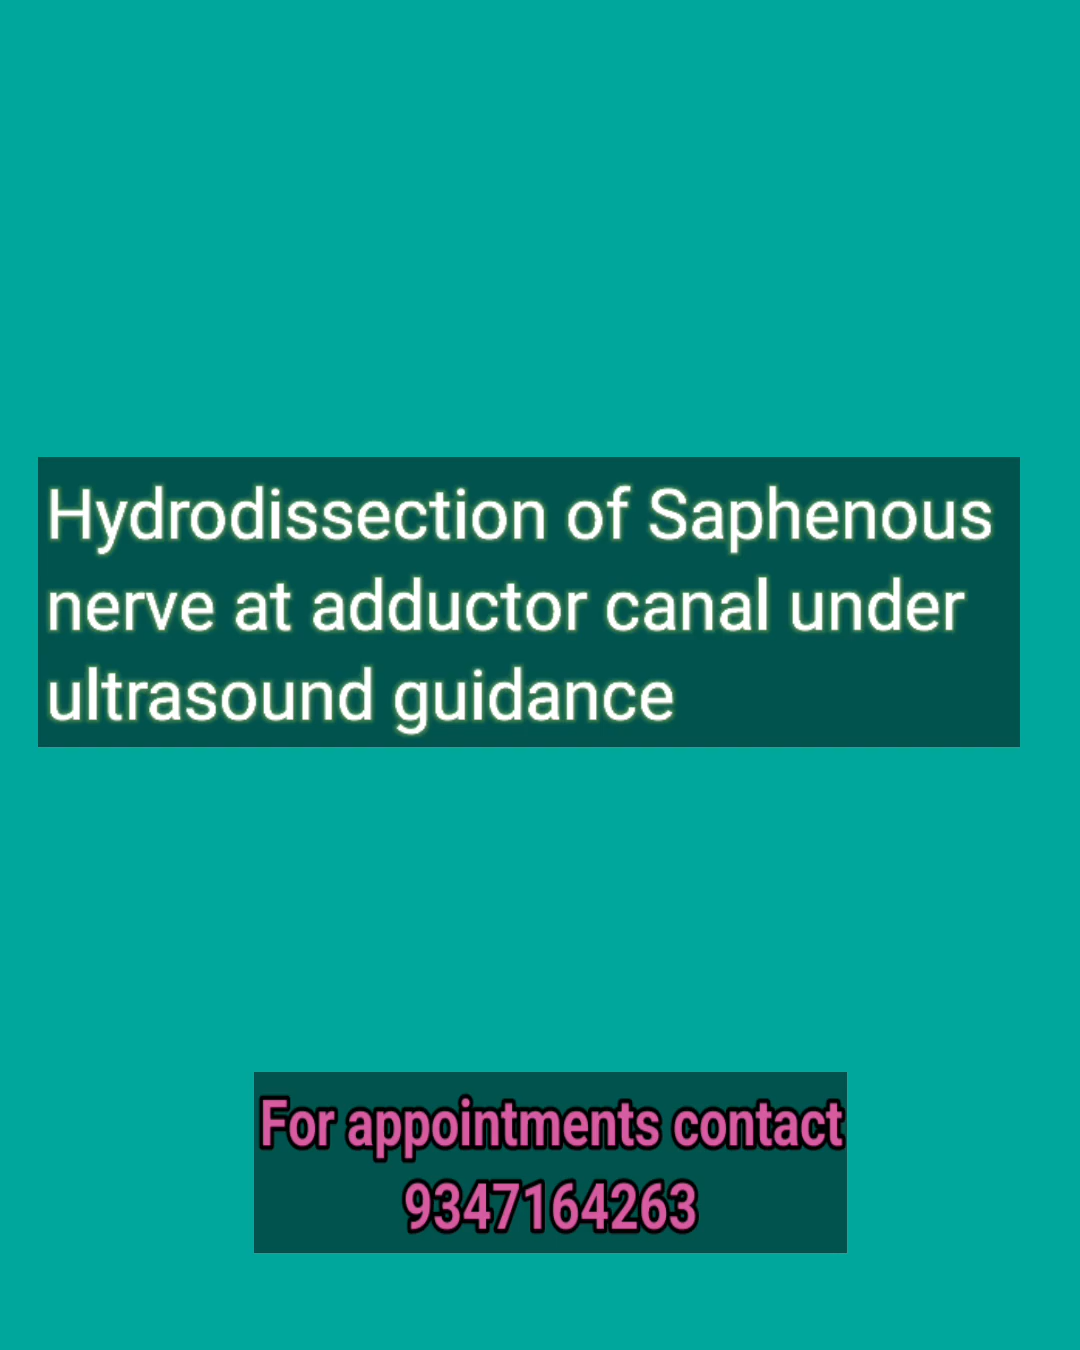 Hydrodissection of Saphenous
nerve at adductor canal under
ultrasound guidance
For appointments contact
9347164263